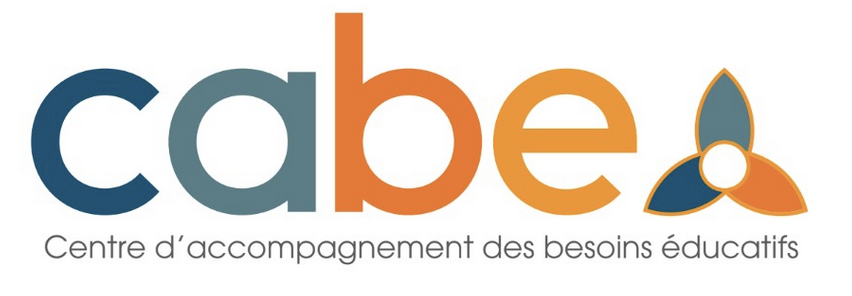 cabe
Centre d'accompagnement des besoins éducatifs